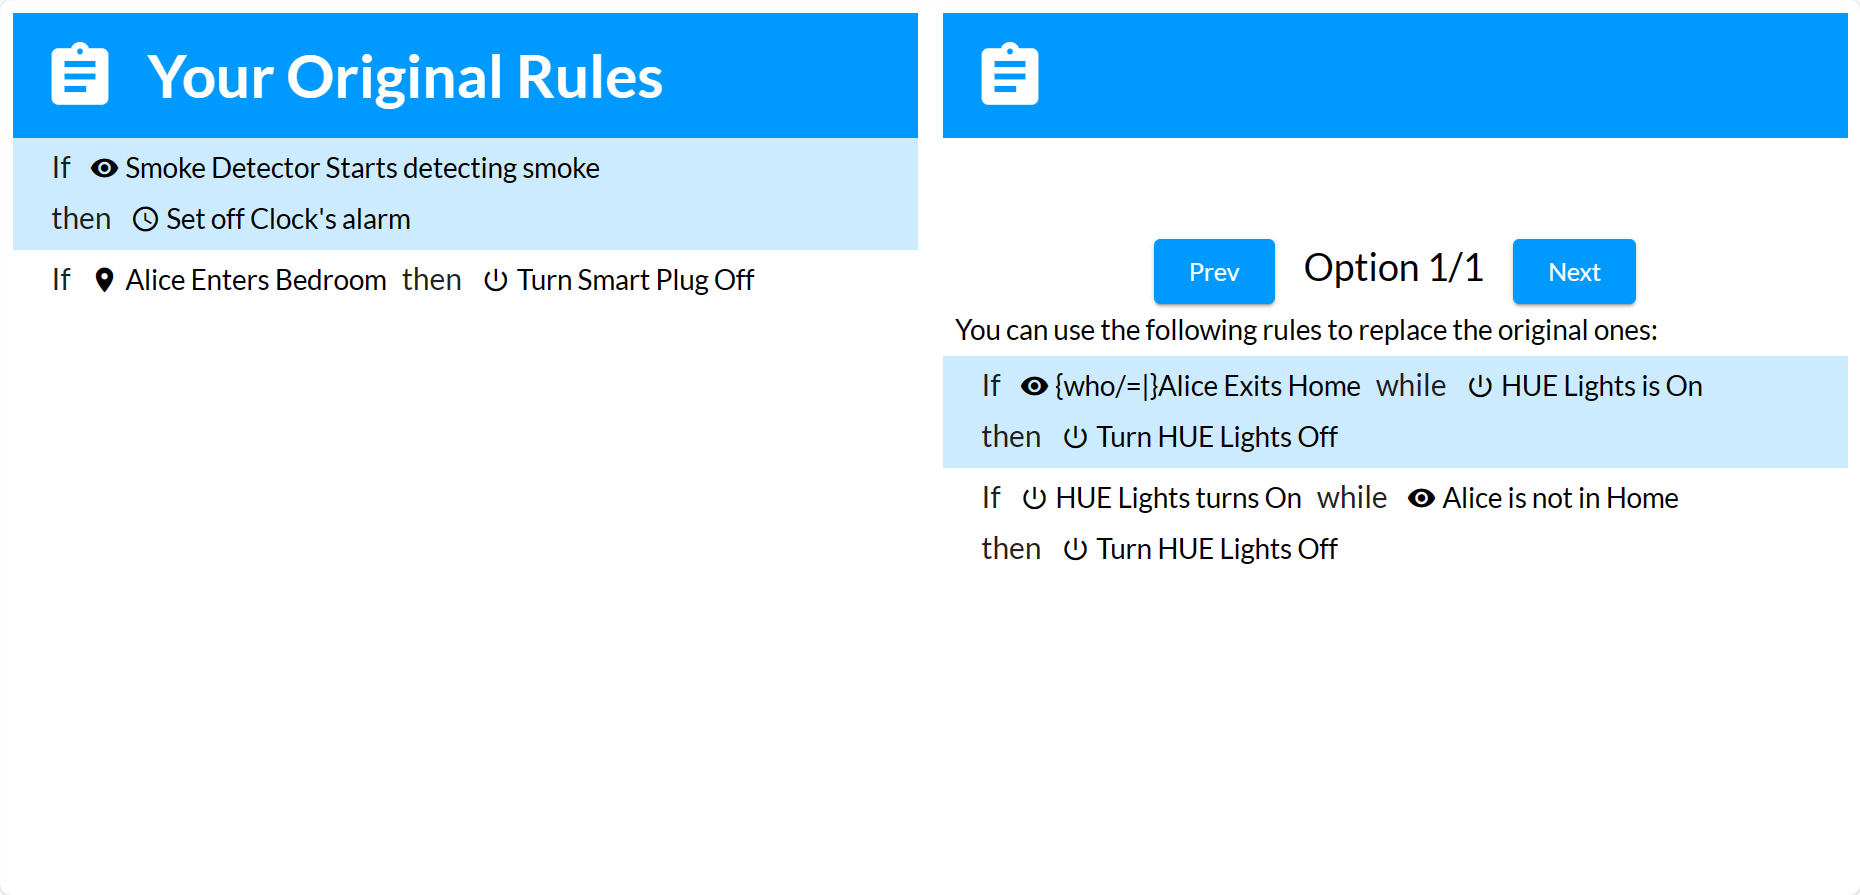 Your Original Rules
If Smoke Detector Starts detecting smoke
then Set off Clock's alarm
If Alice Enters Bedroom then Turn Smart Plug Off
Prev Option 1/1 Next
You can use the following rules to replace the original ones:
If {who/=|}Alice Exits Home while HUE Lights is On
then Turn HUE Lights Off
If HUE Lights turns On while Alice is not in Home
then Turn HUE Lights Off